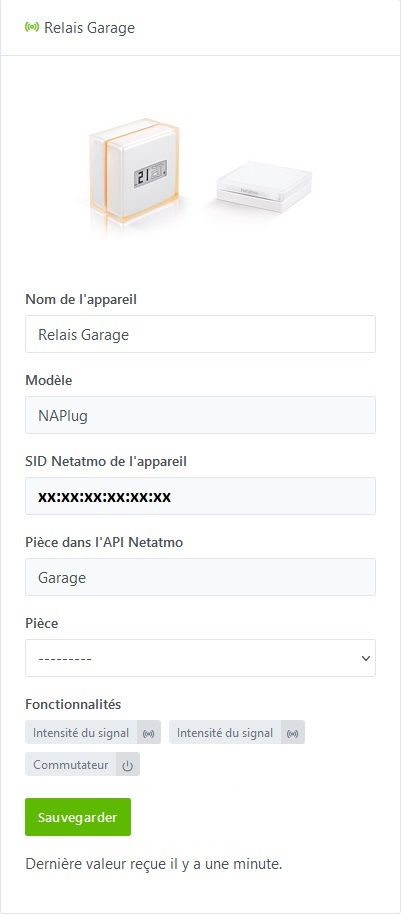 Relais Garage
Nom de l'appareil
Relais Garage
Modèle
NAPlug
SID Netatmo de l'appareil
xx:xx:xx:xx:xx:xx
Pièce dans l'API Netatmo
Garage
Pièce
---------
Fonctionnalités
Intensité du signal Intensité du signal
Commutateur
Sauvegarder
Dernière valeur reçue il y a une minute.